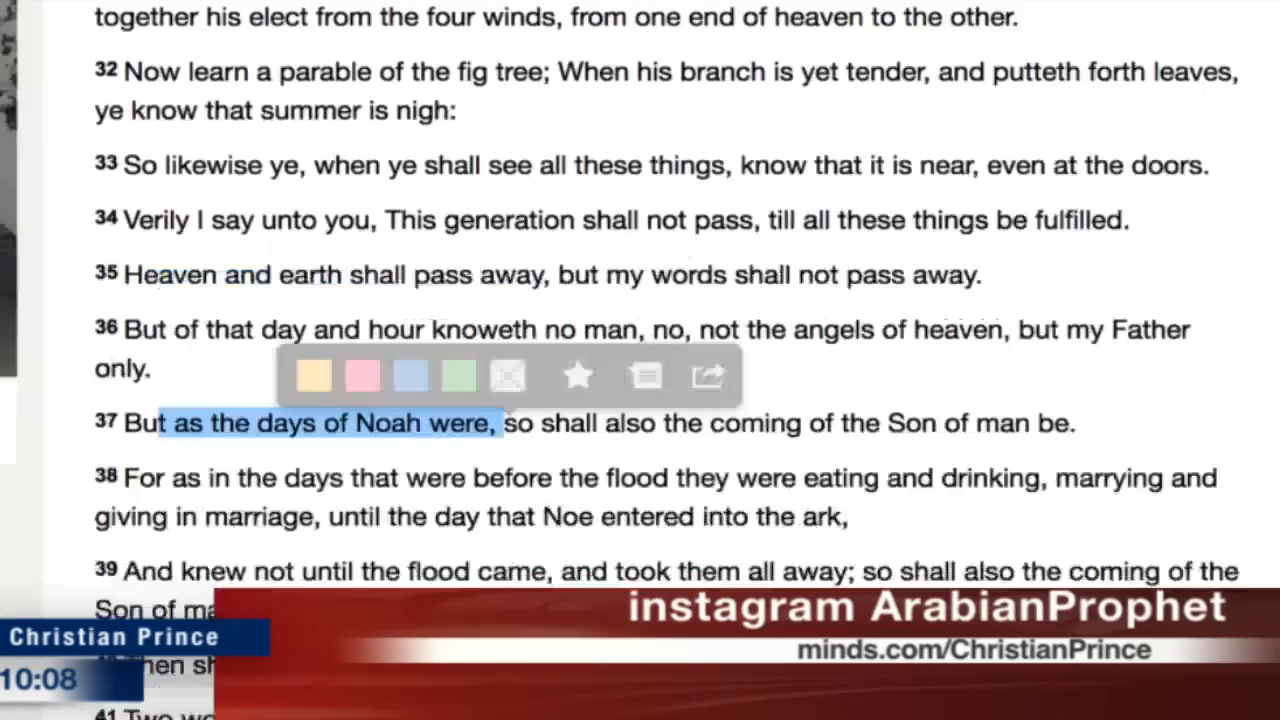 together his elect from the four winds, from one end of heaven to the other.
32 Now learn a parable of the fig tree; When his branch is yet tender, and putteth forth leaves,
ye know that summer is nigh:
33 So likewise ye, when ye shall see all these things, know that it is near, even at the doors.
34 Verily I say unto you, This generation shall not pass, till all these things be fulfilled.
35 Heaven and earth shall pass away, but my words shall not pass away.
36 But of that day and hour knoweth no man, no, not the angels of heaven, but my Father
only.
37 But as the days of Noah were, so shall also the coming of the Son of man be.
38 For as in the days that were before the flood they were eating and drinking, marrying and
giving in marriage, until the day that Noe entered into the ark,
39 And knew not until the flood came, and took them all away; so shall also the coming of the
Son of
instagram ArabianProphet
Christian Prince
minds.com/ChristianPrince
Then
10:08
41 Two